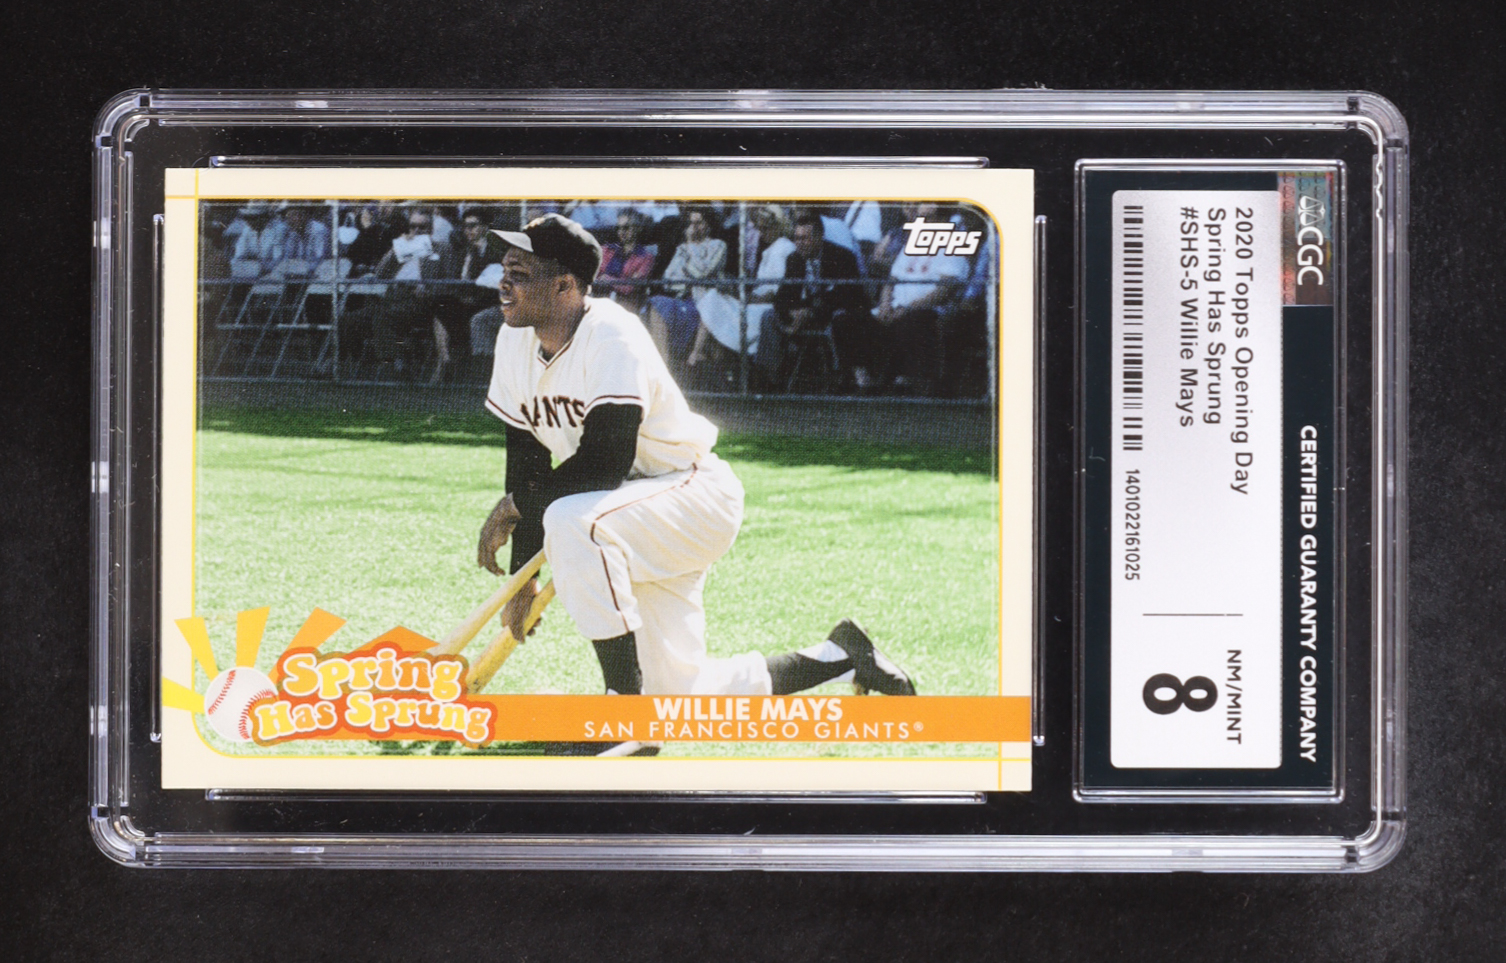 topps
GIANTS
Spring
Has Sprung
WILLIE MAYS
SAN FRANCISCO GIANTS®
CGC
CERTIFIED GUARANTY COMPANY
2020 Topps Opening Day
Spring Has Sprung
#SHS-5 Willie Mays
1401022161025
NM/MINT
8